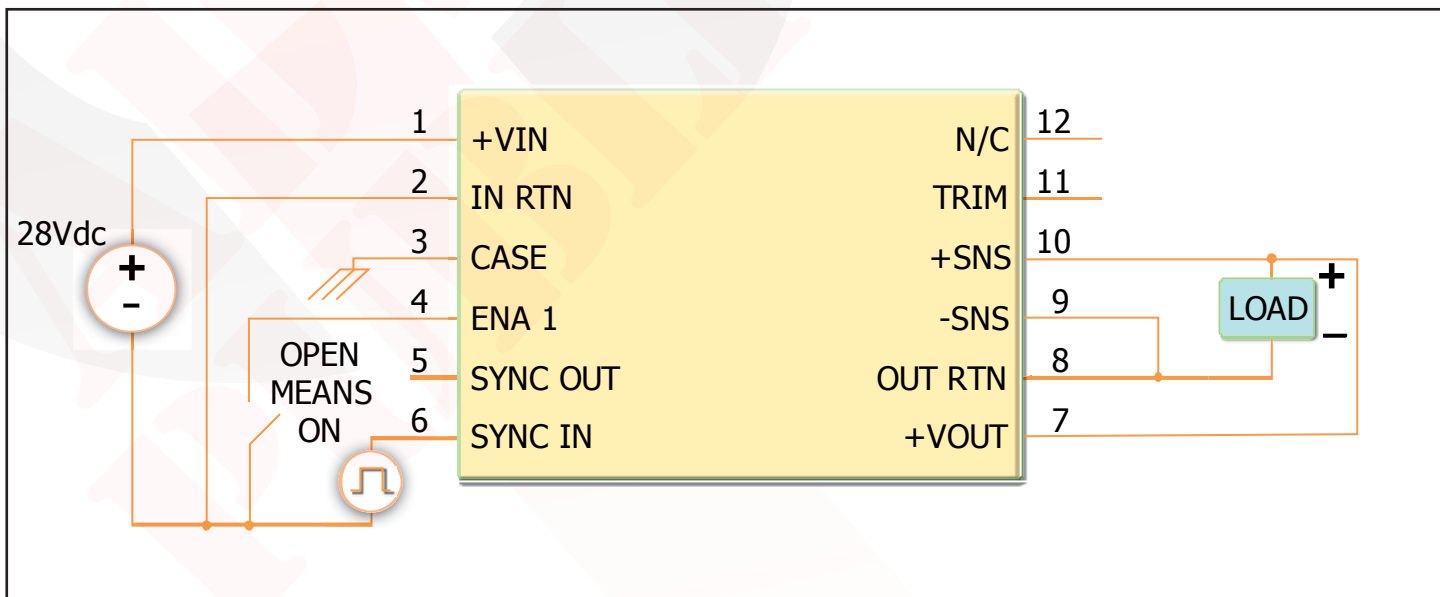 28Vdc
+
-
OPEN
MEANS
ON
1
2
3
4
5
6
+VIN
IN RTN
CASE
ENA 1
SYNC OUT
SYNC IN
N/C
TRIM
+SNS
-SNS
OUT RTN
+VOUT
12
11
10
9
8
7
LOAD
+
–